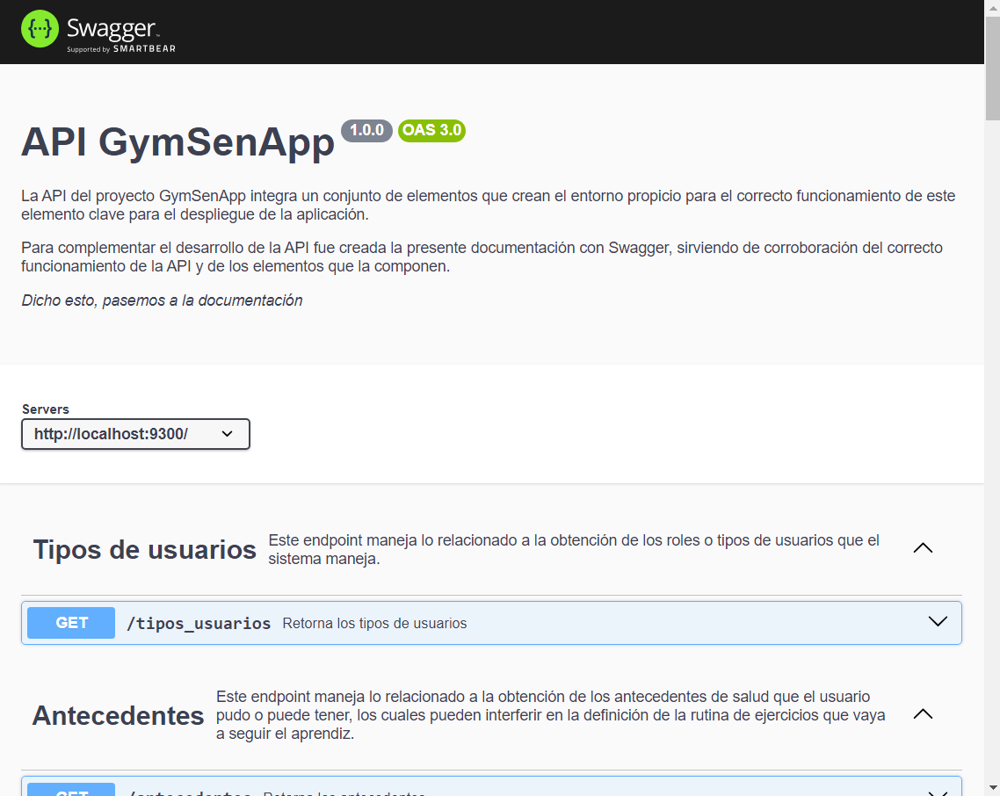 Swagger™
Supported by SMARTBEAR
API GymSenApp 1.0.0 OAS 3.0
La API del proyecto GymSenApp integra un conjunto de elementos que crean el entorno propicio para el correcto funcionamiento de este
elemento clave para el despliegue de la aplicación.
Para complementar el desarrollo de la API fue creada la presente documentación con Swagger, sirviendo de corroboración del correcto
funcionamiento de la API y de los elementos que la componen.
Dicho esto, pasemos a la documentación
Servers
http://localhost:9300/
Tipos de usuarios
Este endpoint maneja lo relacionado a la obtención de los roles o tipos de usuarios que el
sistema maneja.
GET /tipos_usuarios Retorna los tipos de usuarios
Antecedentes
Este endpoint maneja lo relacionado a la obtención de los antecedentes de salud que el usuario
pudo o puede tener, los cuales pueden interferir en la definición de la rutina de ejercicios que vaya
a seguir el aprendiz.
GET /antecedentes Retorna los antecedentes